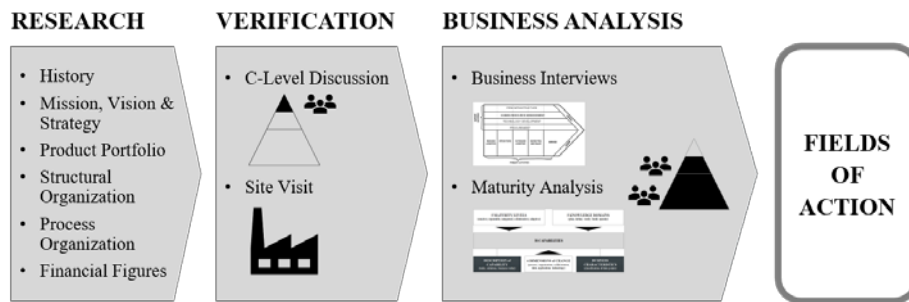 RESEARCH
VERIFICATION
BUSINESS ANALYSIS
• History
• Mission, Vision &
Strategy
• Product Portfolio
• Structural
Organization
• Process
Organization
• Financial Figures
• C-Level Discussion
• Site Visit
• Business Interviews
• Maturity Analysis
FIELDS
OF
ACTION